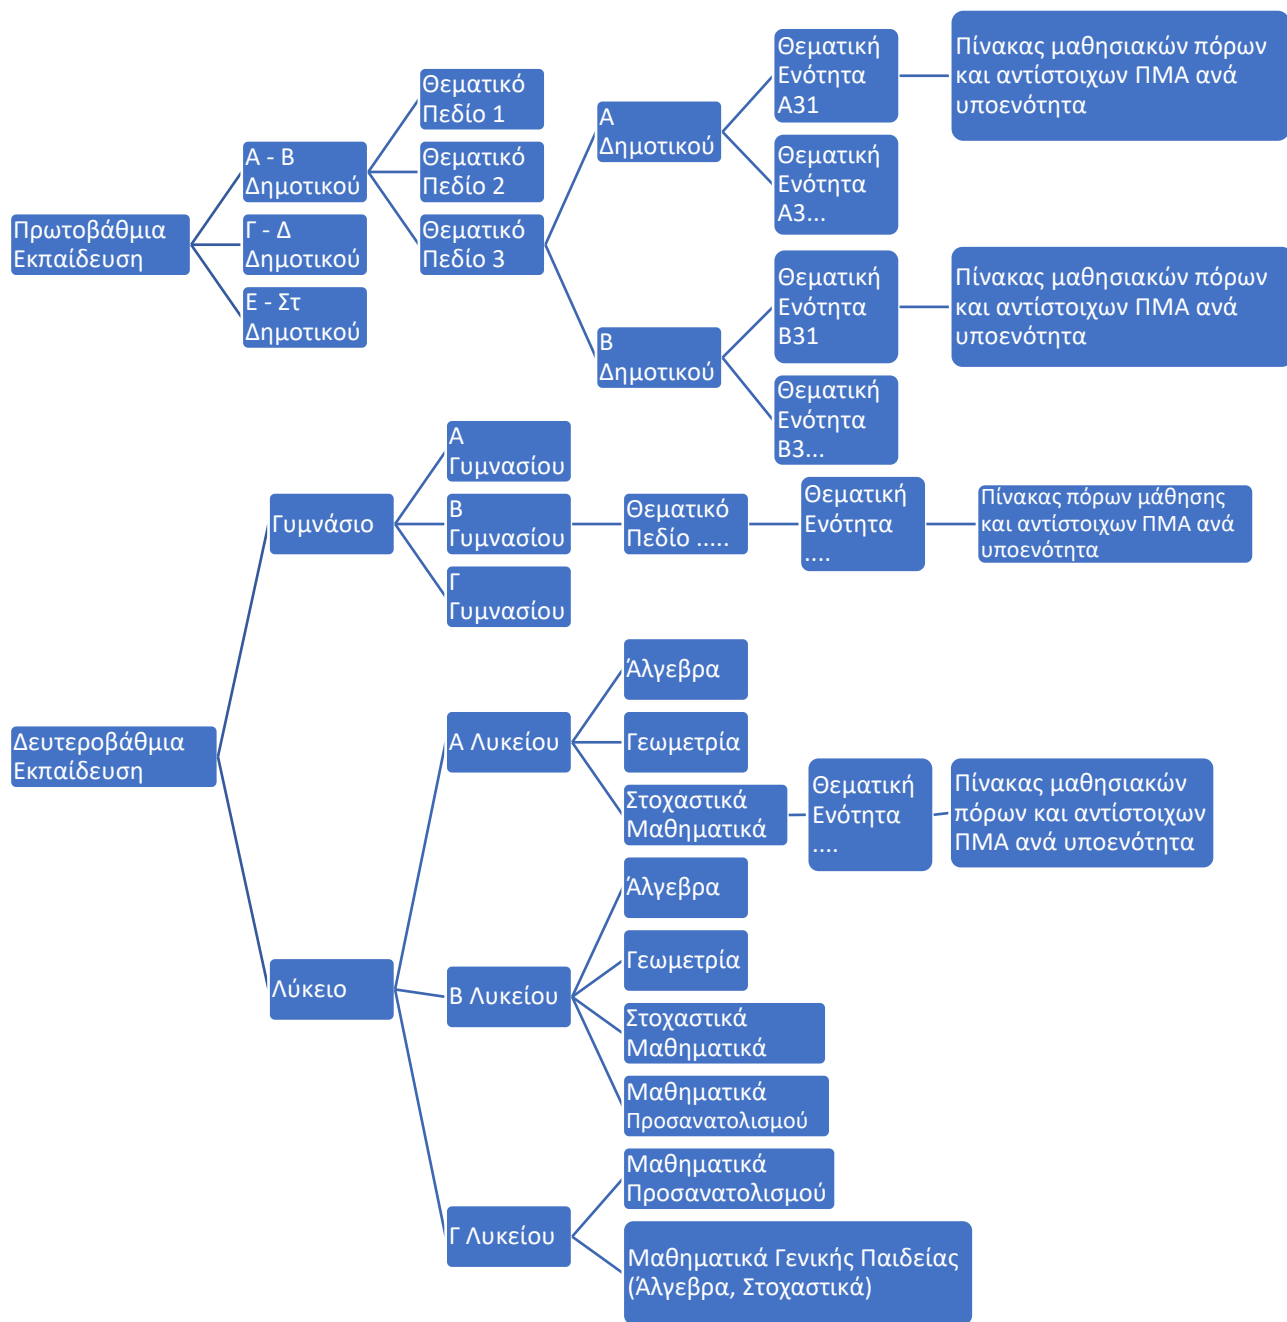 Πρωτοβάθμια
Εκπαίδευση
Α - Β
Δημοτικού
Γ - Δ
Δημοτικού
Ε - Στ
Δημοτικού
Θεματικό
Πεδίο 1
Θεματικό
Πεδίο 2
Θεματικό
Πεδίο 3
Α
Δημοτικού
Θεματική
Ενότητα
Α31
Πίνακας μαθησιακών πόρων
και αντίστοιχων ΠΜΑ ανά
υποενότητα
Θεματική
Ενότητα
Α3...
Β
Δημοτικού
Θεματική
Ενότητα
Β31
Πίνακας μαθησιακών πόρων
και αντίστοιχων ΠΜΑ ανά
υποενότητα
Θεματική
Ενότητα
Β3...
Δευτεροβάθμια
Εκπαίδευση
Γυμνάσιο
Α
Γυμνασίου
Β
Γυμνασίου
Θεματικό
Πεδίο .....
Θεματική
Ενότητα
....
Πίνακας πόρων μάθησης
και αντίστοιχων ΠΜΑ ανά
υποενότητα
Γ
Γυμνασίου
Λύκειο
Α Λυκείου
Άλγεβρα
Γεωμετρία
Στοχαστικά
Μαθηματικά
Θεματική
Ενότητα
....
Πίνακας μαθησιακών
πόρων και αντίστοιχων
ΠΜΑ ανά υποενότητα
Β Λυκείου
Άλγεβρα
Γεωμετρία
Στοχαστικά
Μαθηματικά
Μαθηματικά
Προσανατολισμού
Γ Λυκείου
Μαθηματικά
Προσανατολισμού
Μαθηματικά Γενικής Παιδείας
(Άλγεβρα, Στοχαστικά)